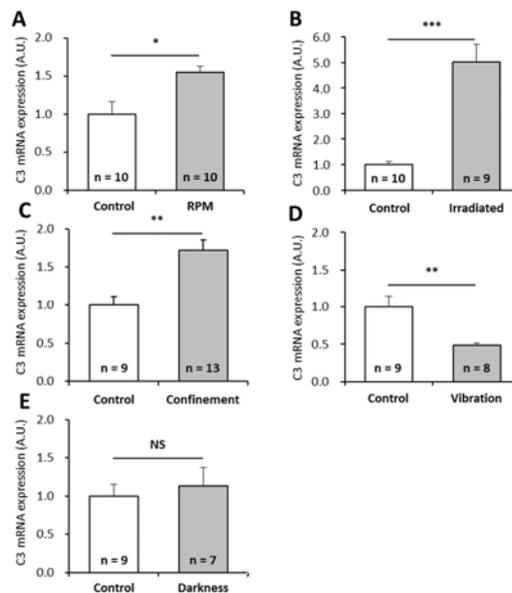 A
C3 mRNA expression (A.U.)
2.0
1.5
1.0
0.5
0.0
*
n = 10
n = 10
Control
RPM
B
C3 mRNA expression (A.U.)
6.0
5.0
4.0
3.0
2.0
1.0
0.0
***
n = 10
n = 9
Control
Irradiated
C
C3 mRNA expression (A.U.)
2.0
1.5
1.0
0.5
0.0
**
n = 9
n = 13
Control
Confinement
D
C3 mRNA expression (A.U.)
2.0
1.5
1.0
0.5
0.0
**
n = 9
n = 8
Control
Vibration
E
C3 mRNA expression (A.U.)
2.0
1.5
1.0
0.5
0.0
NS
n = 9
n = 7
Control
Darkness